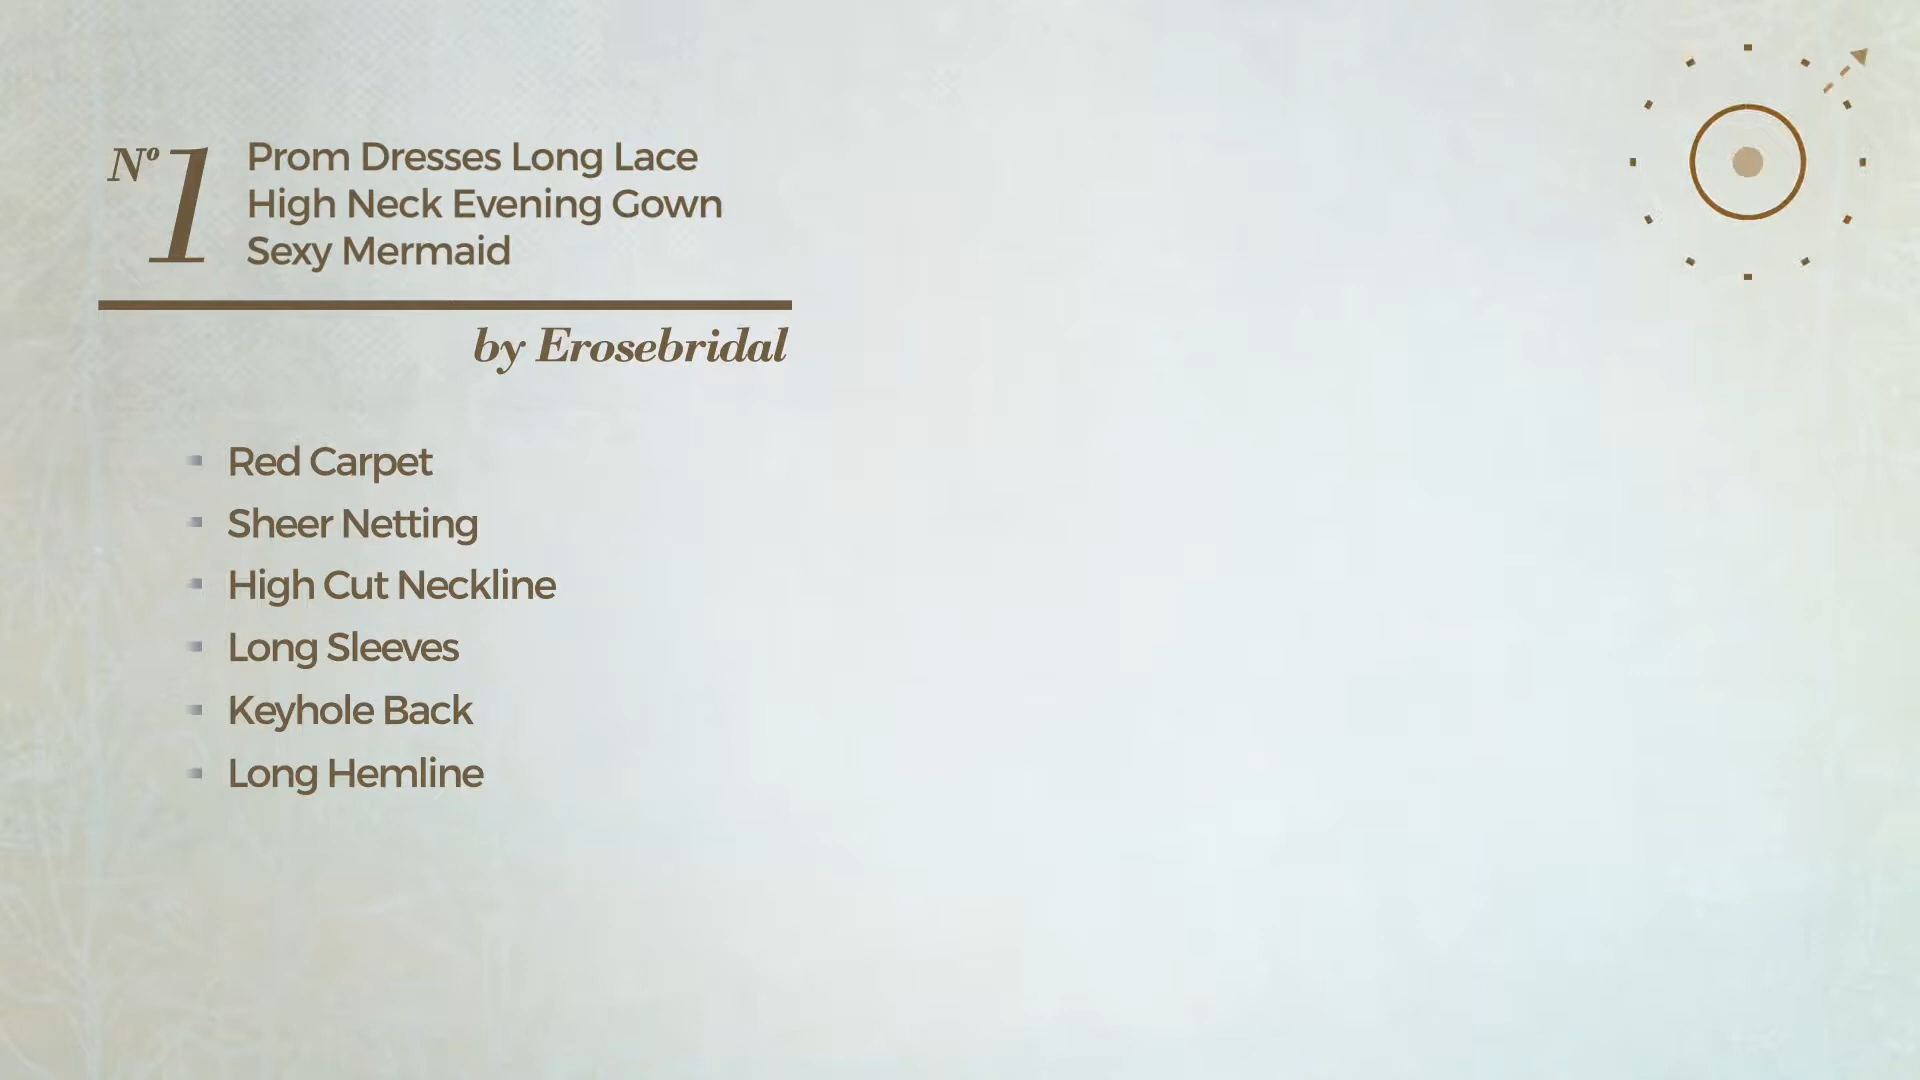 Nº 1
Prom Dresses Long Lace
High Neck Evening Gown
Sexy Mermaid
by Erosebridal
Red Carpet
Sheer Netting
High Cut Neckline
Long Sleeves
Keyhole Back
Long Hemline